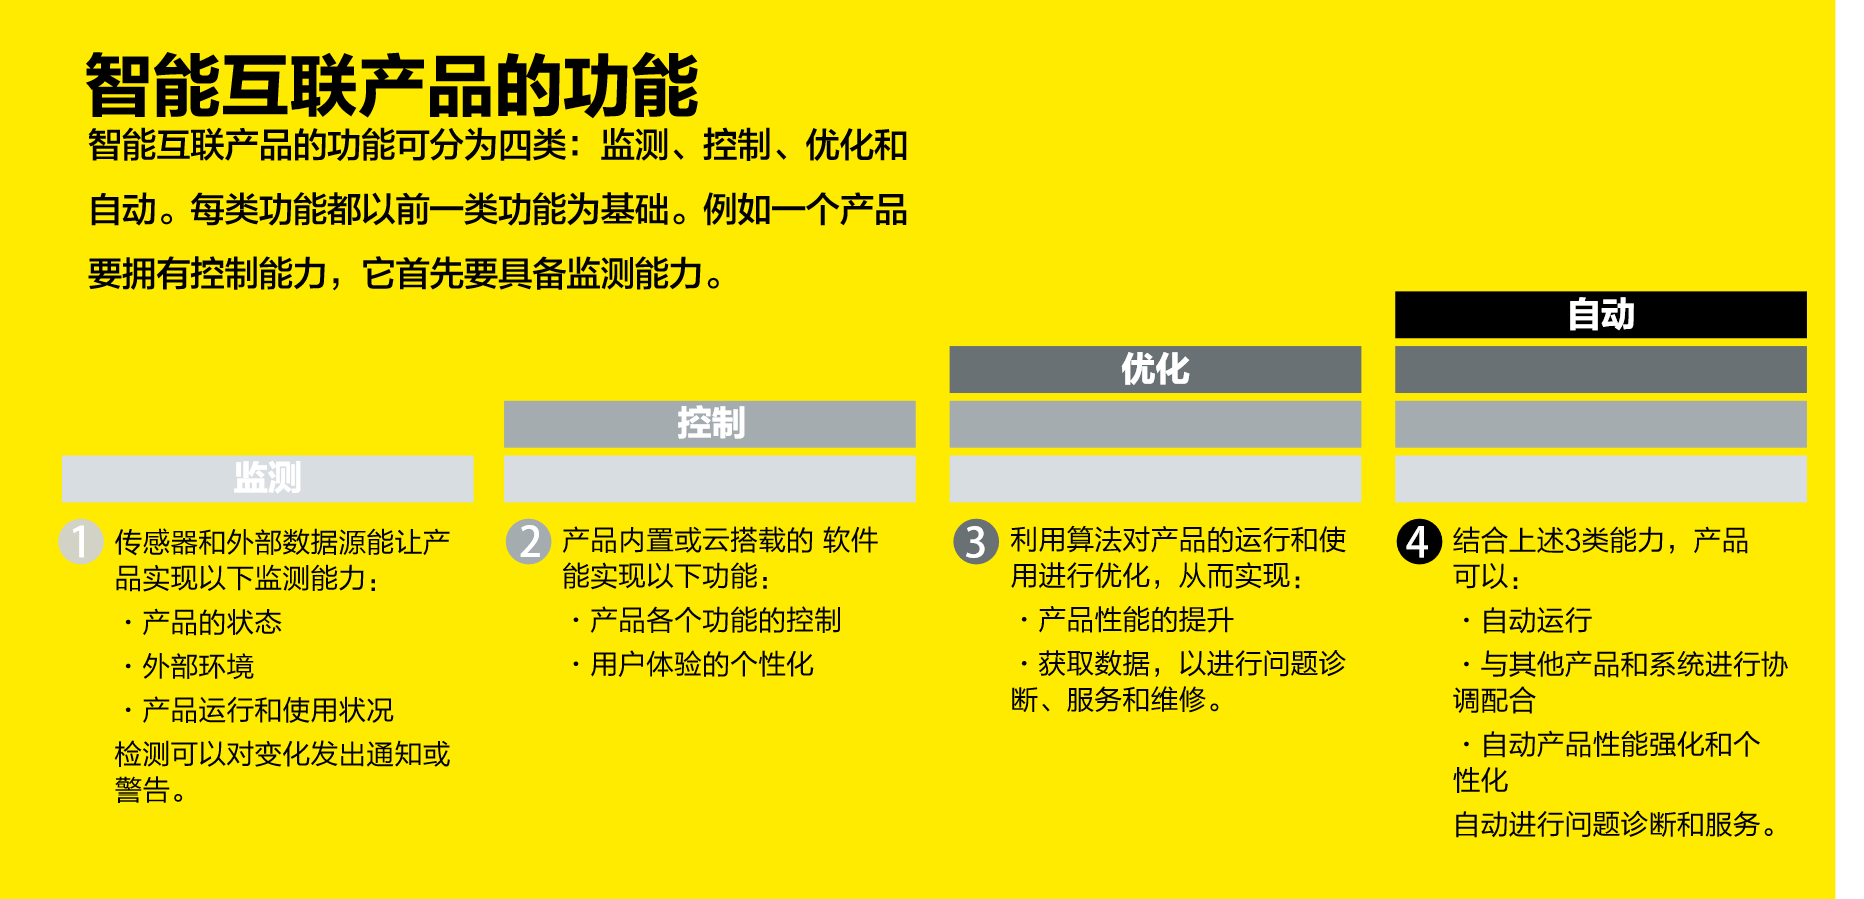 智能互联产品的功能
智能互联产品的功能可分为四类：监测、控制、优化和
自动。每类功能都以前一类功能为基础。例如一个产品
要拥有控制能力，它首先要具备监测能力。
监测
1
传感器和外部数据源能让产
品实现以下监测能力：
·产品的状态
·外部环境
·产品运行和使用状况
检测可以对变化发出通知或
警告。
控制
2
产品内置或云搭载的 软件
能实现以下功能：
·产品各个功能的控制
·用户体验的个性化
优化
3
利用算法对产品的运行和使
用进行优化，从而实现：
·产品性能的提升
·获取数据，以进行问题诊
断、服务和维修。
自动
4
结合上述3类能力，产品
可以：
·自动运行
·与其他产品和系统进行协
调配合
·自动产品性能强化和个
性化
自动进行问题诊断和服务。